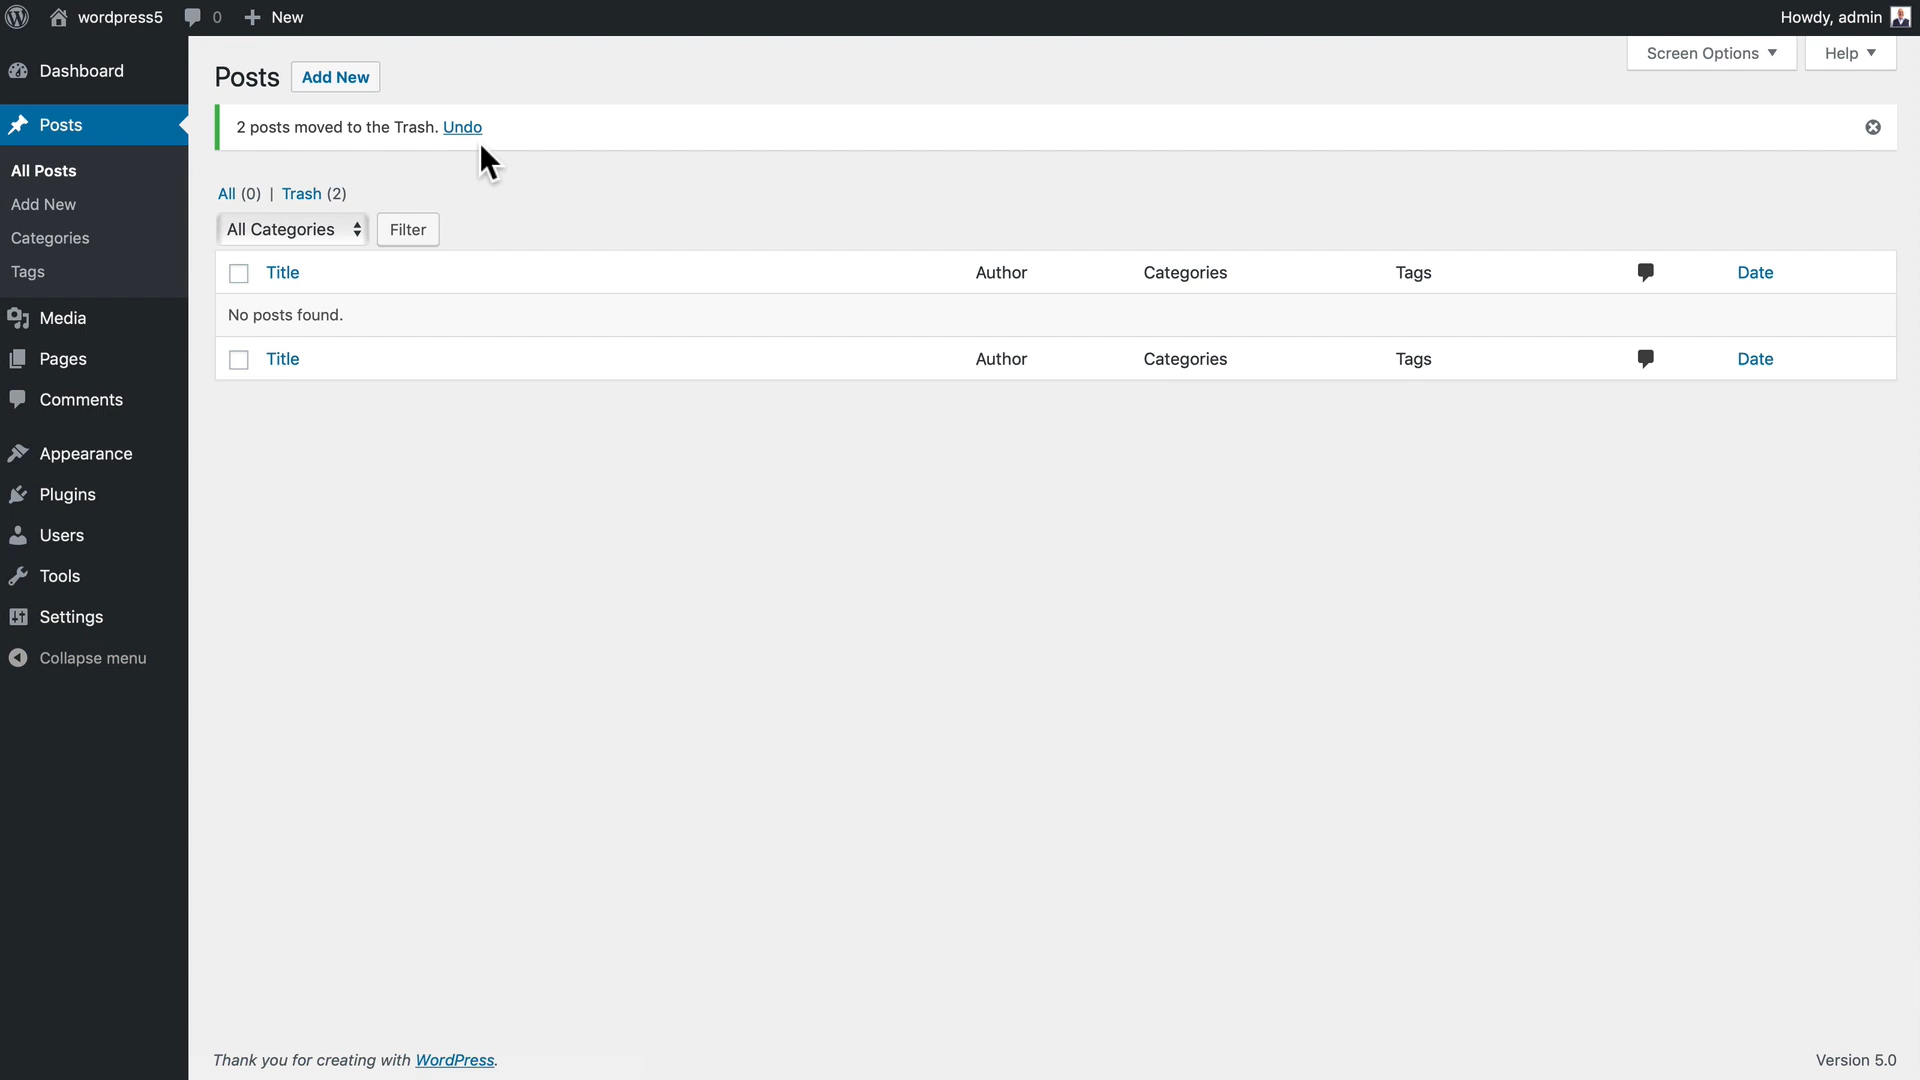 wordpress5 0 New Howdy, admin
Dashboard
Posts
All Posts
Add New
Categories
Tags
Media
Pages
Comments
Appearance
Plugins
Users
Tools
Settings
Collapse menu
Screen Options Help
Posts Add New
2 posts moved to the Trash. Undo
All (0) | Trash (2)
All Categories Filter
Title Author Categories Tags Date
No posts found.
Title Author Categories Tags Date
Thank you for creating with WordPress. Version 5.0